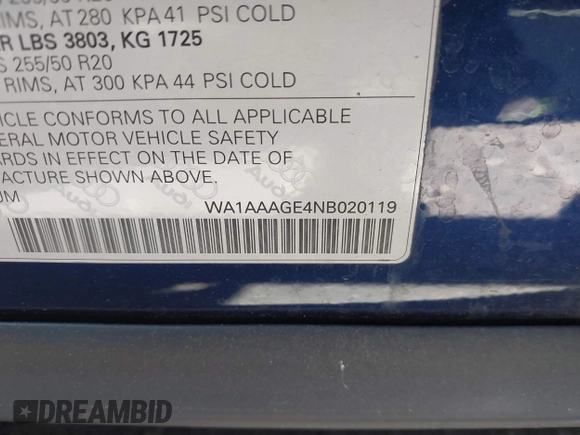 RIMS, AT 280 KPA 41 PSI COLD
R LBS 3803, KG 1725
S 255/50 R20
RIMS, AT 300 KPA 44 PSI COLD
ICLE CONFORMS TO ALL APPLICABLE
ERAL MOTOR VEHICLE SAFETY
ARDS IN EFFECT ON THE DATE OF
FACTURE SHOWN ABOVE.
WA1AAAGE4NB020119
Audi
DREAMBID